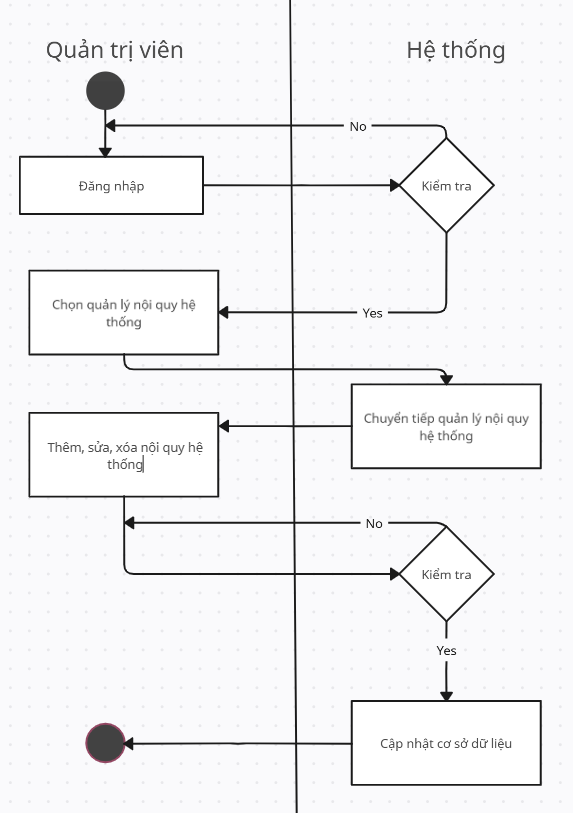 Quản trị viên
Hệ thống
No
Đăng nhập
Kiểm tra
Chọn quản lý nội quy hệ
thống
Yes
Chuyển tiếp quản lý nội quy
hệ thống
Thêm, sửa, xóa nội quy hệ
thống
No
Kiểm tra
Yes
Cập nhật cơ sở dữ liệu